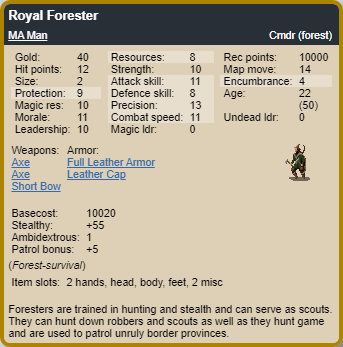 Royal Forester
MA Man Cmdr (forest)
Gold: 40 Resources: 8 Rec points: 10000
Hit points: 12 Strength: 10 Map move: 14
Size: 2 Attack skill: 11 Encumbrance: 4
Protection: 9 Defence skill: 8 Age: 22
Magic res: 10 Precision: 13 (50)
Morale: 11 Combat speed: 11 Undead ldr: 0
Leadership: 10 Magic ldr: 0
Weapons: Armor:
Axe Full Leather Armor
Axe Leather Cap
Short Bow
Basecost: 10020
Stealthy: +55
Ambidextrous: 1
Patrol bonus: +5
(Forest-survival)
Item slots: 2 hands, head, body, feet, 2 misc
Foresters are trained in hunting and stealth and can serve as scouts.
They can hunt down robbers and scouts as well as they hunt game
and are used to patrol unruly border provinces.